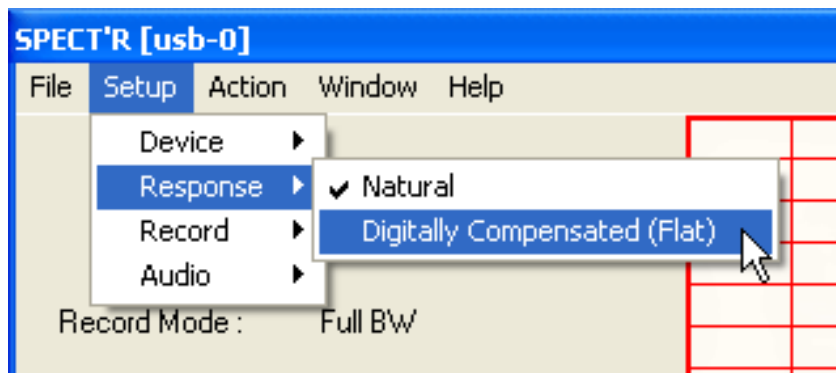 SPECT'R [usb-0]
File Setup Action Window Help
Device
Response
Natural
Record
Digitally Compensated (Flat)
Audio
Record Mode : Full BW